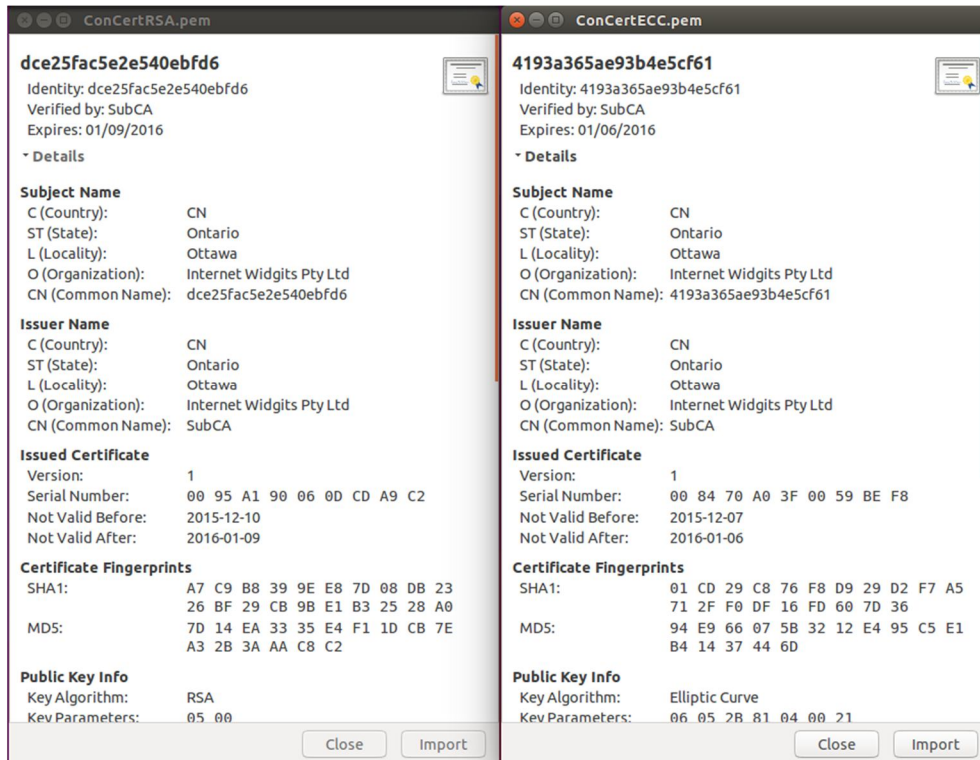 ConCertRSA.pem
dce25fac5e2e540ebfd6
Identity: dce25fac5e2e540ebfd6
Verified by: SubCA
Expires: 01/09/2016
Details
Subject Name
C (Country): CN
ST (State): Ontario
L (Locality): Ottawa
O (Organization): Internet Widgits Pty Ltd
CN (Common Name): dce25fac5e2e540ebfd6
Issuer Name
C (Country): CN
ST (State): Ontario
L (Locality): Ottawa
O (Organization): Internet Widgits Pty Ltd
CN (Common Name): SubCA
Issued Certificate
Version: 1
Serial Number: 00 95 A1 90 06 0D CD A9 C2
Not Valid Before: 2015-12-10
Not Valid After: 2016-01-09
Certificate Fingerprints
SHA1: A7 C9 B8 39 9E E8 7D 08 DB 23
26 BF 29 CB 9B E1 B3 25 28 A0
MD5: 7D 14 EA 33 35 E4 F1 1D CB 7E
A3 2B 3A AA C8 C2
Public Key Info
Key Algorithm: RSA
Key Parameters: 05 00
Close Import
ConCertECC.pem
4193a365ae93b4e5cf61
Identity: 4193a365ae93b4e5cf61
Verified by: SubCA
Expires: 01/06/2016
Details
Subject Name
C (Country): CN
ST (State): Ontario
L (Locality): Ottawa
O (Organization): Internet Widgits Pty Ltd
CN (Common Name): 4193a365ae93b4e5cf61
Issuer Name
C (Country): CN
ST (State): Ontario
L (Locality): Ottawa
O (Organization): Internet Widgits Pty Ltd
CN (Common Name): SubCA
Issued Certificate
Version: 1
Serial Number: 00 84 70 A0 3F 00 59 BE F8
Not Valid Before: 2015-12-07
Not Valid After: 2016-01-06
Certificate Fingerprints
SHA1: 01 CD 29 C8 76 F8 D9 29 D2 F7 A5
71 2F F0 DF 16 FD 60 7D 36
MD5: 94 E9 66 07 5B 32 12 E4 95 C5 E1
B4 14 37 44 6D
Public Key Info
Key Algorithm: Elliptic Curve
Key Parameters: 06 05 2B 81 04 00 21
Close Import